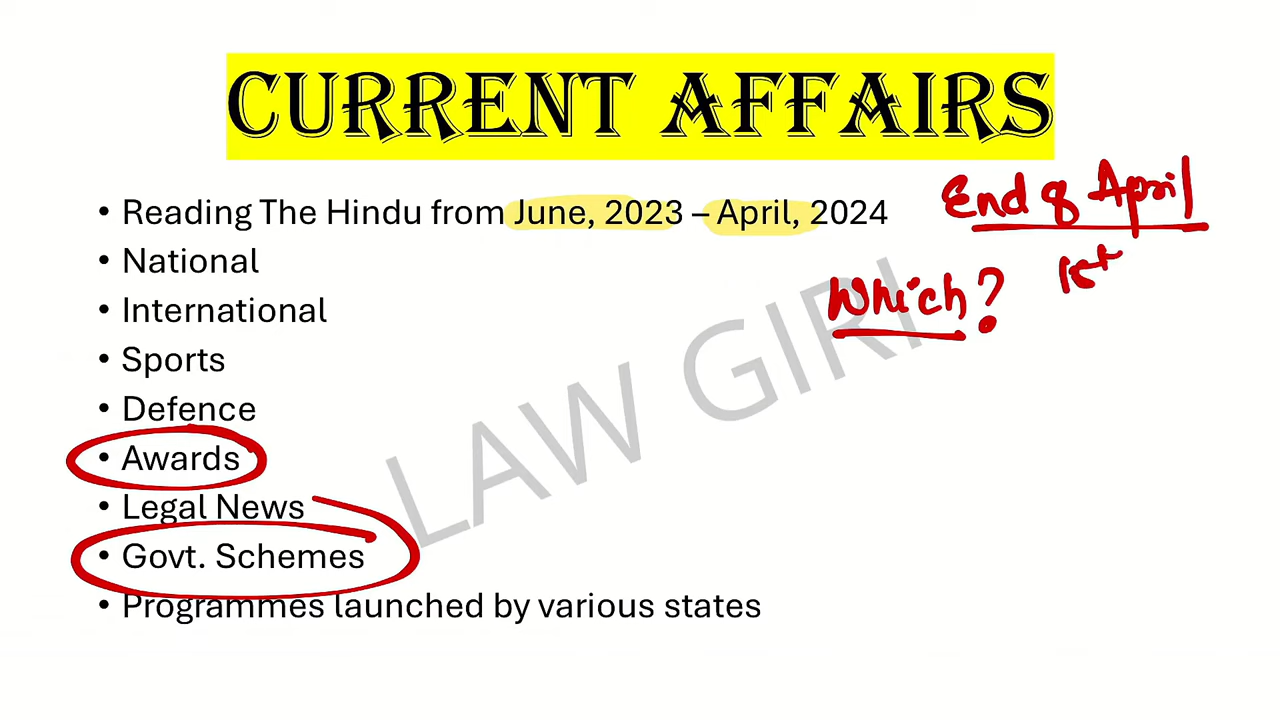 CURRENT AFFAIRS
• Reading The Hindu from June, 2023 – April, 2024
End of April
• National
Which?
1st
• International
• Sports
• Defence
• Awards
• Legal News
• Govt. Schemes
• Programmes launched by various states
LAW GIRI